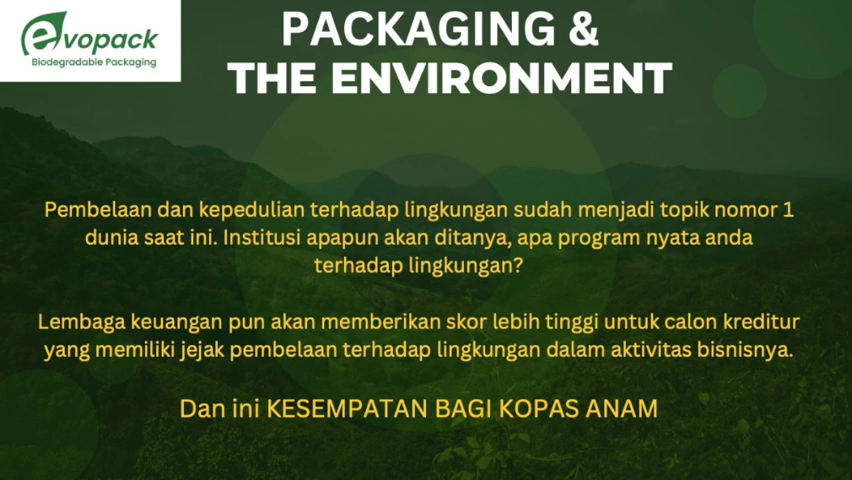 evopack
Biodegradable Packaging
PACKAGING &
THE ENVIRONMENT
Pembelaan dan kepedulian terhadap lingkungan sudah menjadi topik nomor 1
dunia saat ini. Institusi apapun akan ditanya, apa program nyata anda
terhadap lingkungan?
Lembaga keuangan pun akan memberikan skor lebih tinggi untuk calon kreditur
yang memiliki jejak pembelaan terhadap lingkungan dalam aktivitas bisnisnya.
Dan ini KESEMPATAN BAGI KOPAS ANAM